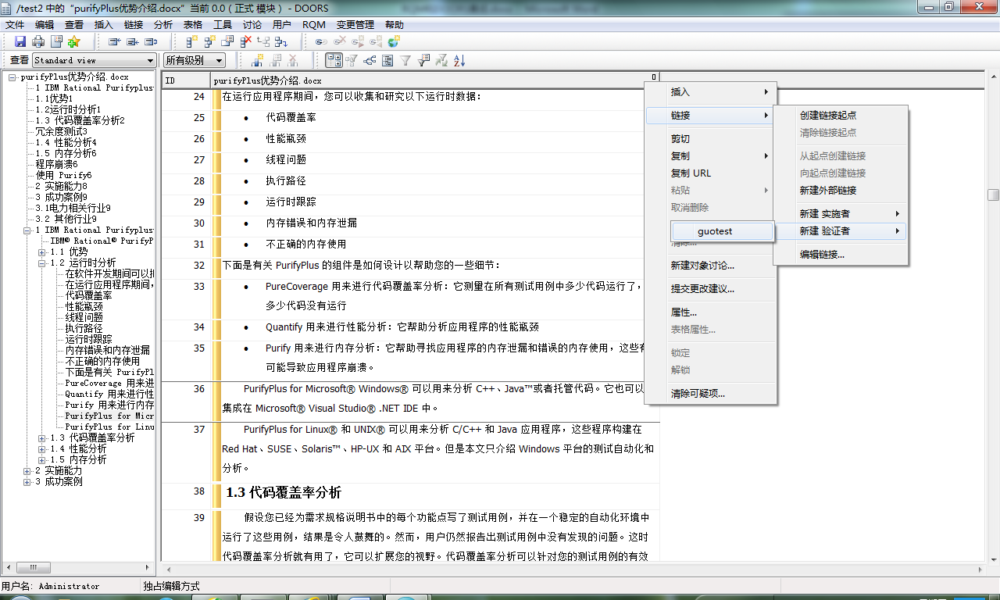 /test2 中的“purifyPlus优势介绍.docx”当前 0.0（正式 模块） - DOORS
文件 编辑 查看 插入 链接 分析 表格 工具 讨论 用户 RQM 变更管理 帮助
查看 Standard view 所有级别
purifyPlus优势介绍.docx
1 IBM Rational Purifyplus
1.1优势1
1.2运行时分析1
1.3 代码覆盖率分析2
冗余度测试3
1.4 性能分析4
1.5 内存分析6
程序崩溃6
使用 Purify6
2 实施能力8
3 成功案例9
3.1电力相关行业9
3.2 其他行业9
1 IBM Rational Purifyplus
IBM® Rational® PurifyP
1.1 优势
1.2 运行时分析
在软件开发期间可以
在运行应用程序期间,
代码覆盖率
性能瓶颈
线程问题
执行路径
运行时跟踪
内存错误和内存泄漏
不正确的内存使用
下面是有关 PurifyPl
PureCoverage 用来进
Quantify 用来进行性
Purify 用来进行内存
PurifyPlus for Micr
PurifyPlus for Linu
1.3 代码覆盖率分析
1.4 性能分析
1.5 内存分析
2 实施能力
3 成功案例
ID purifyPlus优势介绍.docx
24 在运行应用程序期间，您可以收集和研究以下运行时数据：
25 • 代码覆盖率
26 • 性能瓶颈
27 • 线程问题
28 • 执行路径
29 • 运行时跟踪
30 • 内存错误和内存泄漏
31 • 不正确的内存使用
32 下面是有关 PurifyPlus 的组件是如何设计以帮助您的一些细节：
33 • PureCoverage 用来进行代码覆盖率分析：它测量在所有测试用例中多少代码运行了，
多少代码没有运行
34 • Quantify 用来进行性能分析：它帮助分析应用程序的性能瓶颈
35 • Purify 用来进行内存分析：它帮助寻找应用程序的内存泄漏和错误的内存使用，这些有
可能导致应用程序崩溃。
36 PurifyPlus for Microsoft® Windows® 可以用来分析 C++、Java™或者托管代码。它也可以
集成在 Microsoft® Visual Studio® .NET IDE 中。
37 PurifyPlus for Linux® 和 UNIX® 可以用来分析 C/C++ 和 Java 应用程序，这些程序构建在
Red Hat、SUSE、Solaris™、HP-UX 和 AIX 平台。但是本文只介绍 Windows 平台的测试自动化和
分析。
38 1.3 代码覆盖率分析
39 假设您已经为需求规格说明书中的每个功能点写了测试用例，并在一个稳定的自动化环境中
运行了这些用例，结果是令人鼓舞的。然而，用户仍然报告出测试用例中没有发现的问题。这时
代码覆盖率分析就有用了，它可以扩展您的视野。代码覆盖率分析可以针对您的测试用例的有效
插入
链接
剪切
复制
复制 URL
粘贴
取消删除
清除...
新建对象讨论...
提交更改建议...
属性...
表格属性...
锁定
解锁
清除可疑项...
创建链接起点
清除链接起点
从起点创建链接
向起点创建链接
新建外部链接
新建 实施者
新建 验证者
编辑链接...
guotest
用户名: Administrator 独占编辑方式